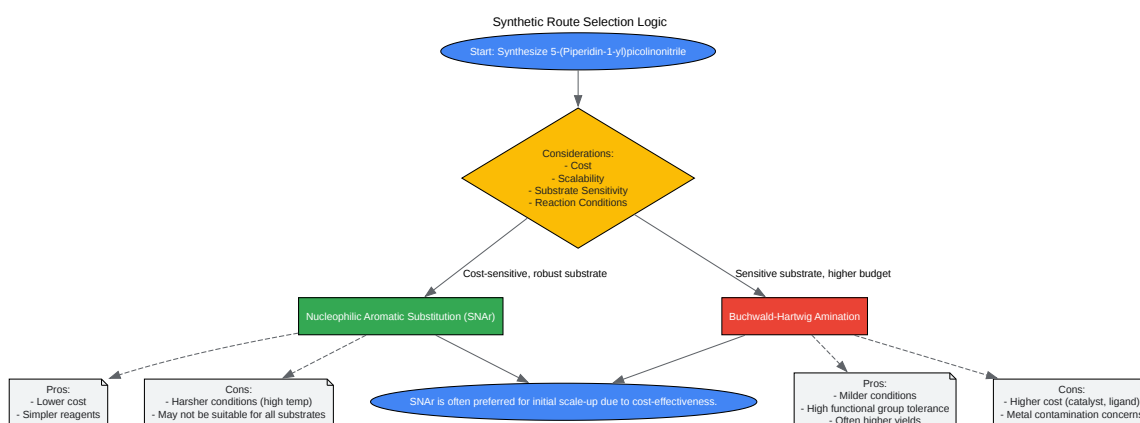 Synthetic Route Selection Logic
Start: Synthesize 5-(Piperidin-1-yl)picolinonitrile
Considerations:
- Cost
- Scalability
- Substrate Sensitivity
- Reaction Conditions
Cost-sensitive, robust substrate
Sensitive substrate, higher budget
Nucleophilic Aromatic Substitution (SNAr)
Buchwald-Hartwig Amination
Pros:
- Lower cost
- Simpler reagents
Cons:
- Harsher conditions (high temp)
- May not be suitable for all substrates
SNAr is often preferred for initial scale-up due to cost-effectiveness.
Pros:
- Milder conditions
- High functional group tolerance
- Often higher yields
Cons:
- Higher cost (catalyst, ligand)
- Metal contamination concerns